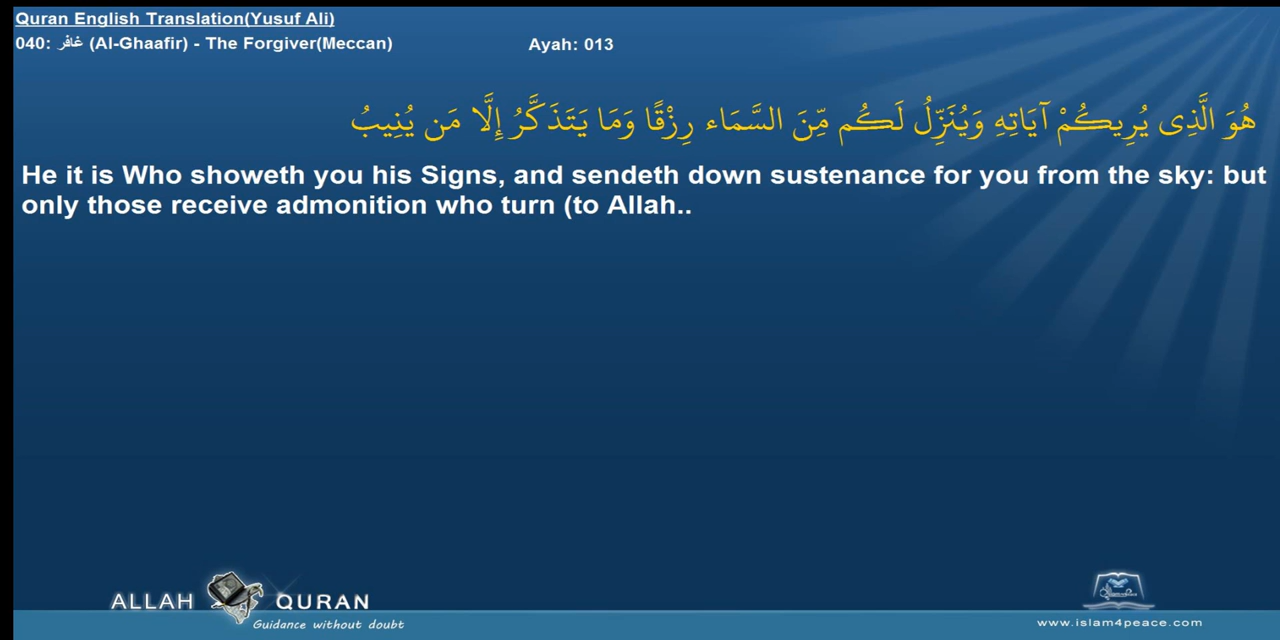 Quran English Translation(Yusuf Ali)
040: غافر (Al-Ghaafir) - The Forgiver(Meccan) Ayah: 013
هُوَ الَّذِى يُرِيكُمْ آيَاتِهِ وَيُنَزِّلُ لَكُم مِّنَ السَّمَاء رِزْقًا وَمَا يَتَذَكَّرُ إِلَّا مَن يُنِيبُ
He it is Who showeth you his Signs, and sendeth down sustenance for you from the sky: but
only those receive admonition who turn (to Allah..
ALLAH QURAN
Guidance without doubt
www.islam4peace.com